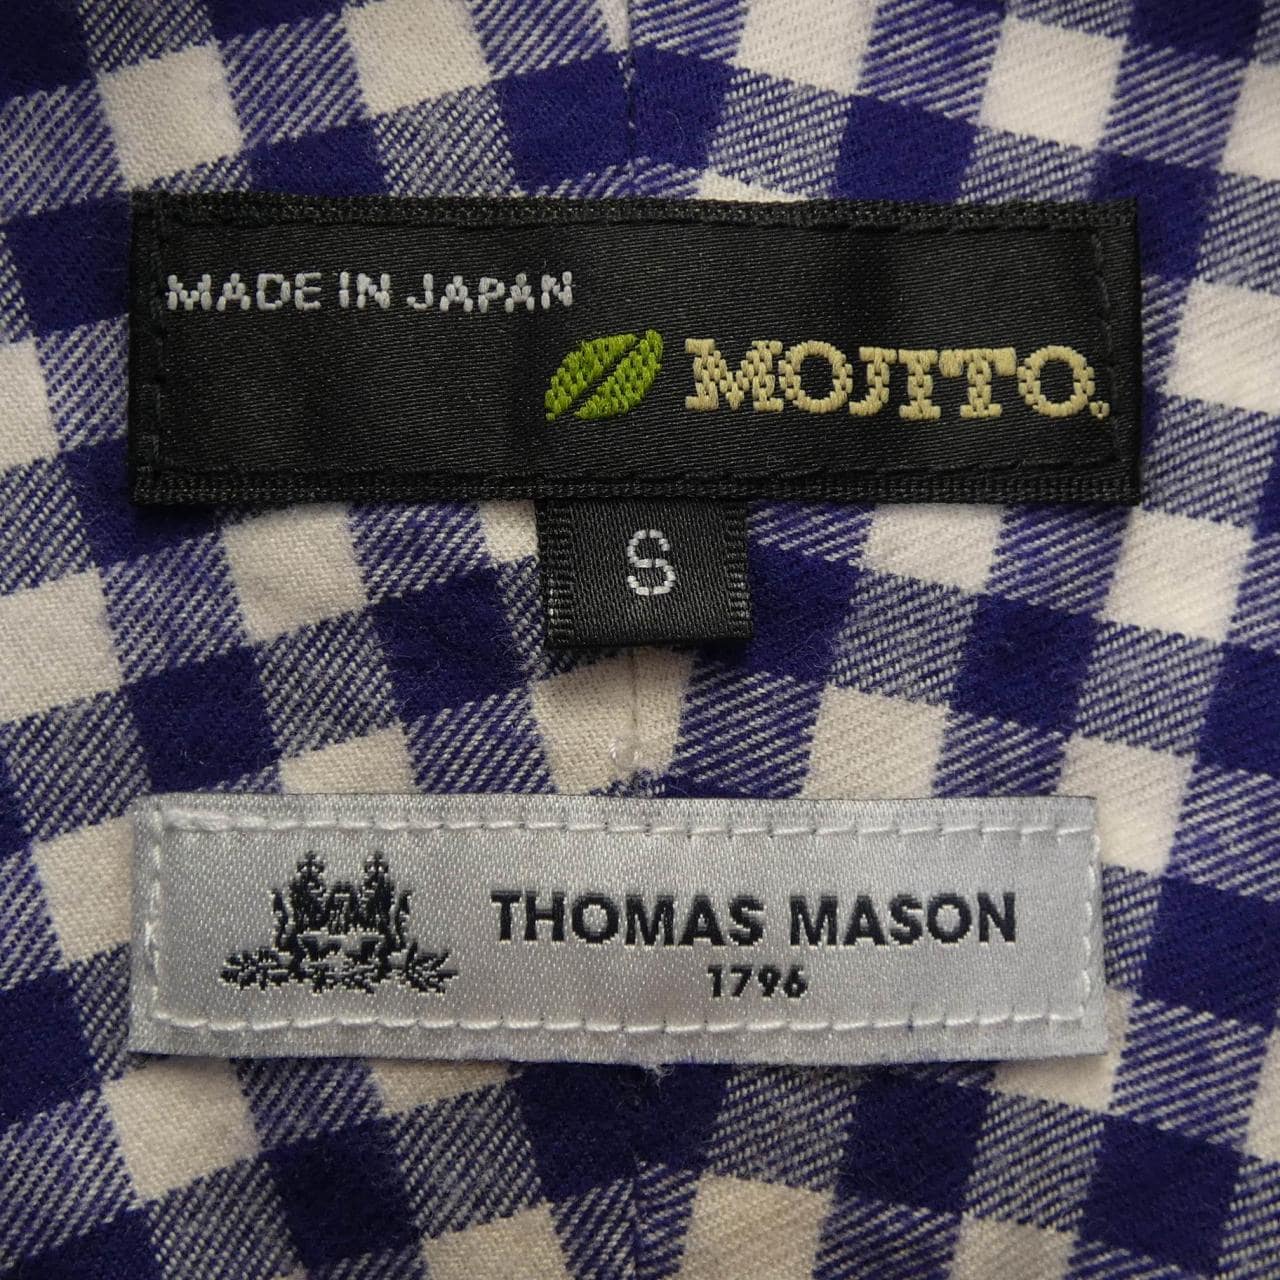 MADE IN JAPAN
MOJITO.
S
THOMAS MASON
1796